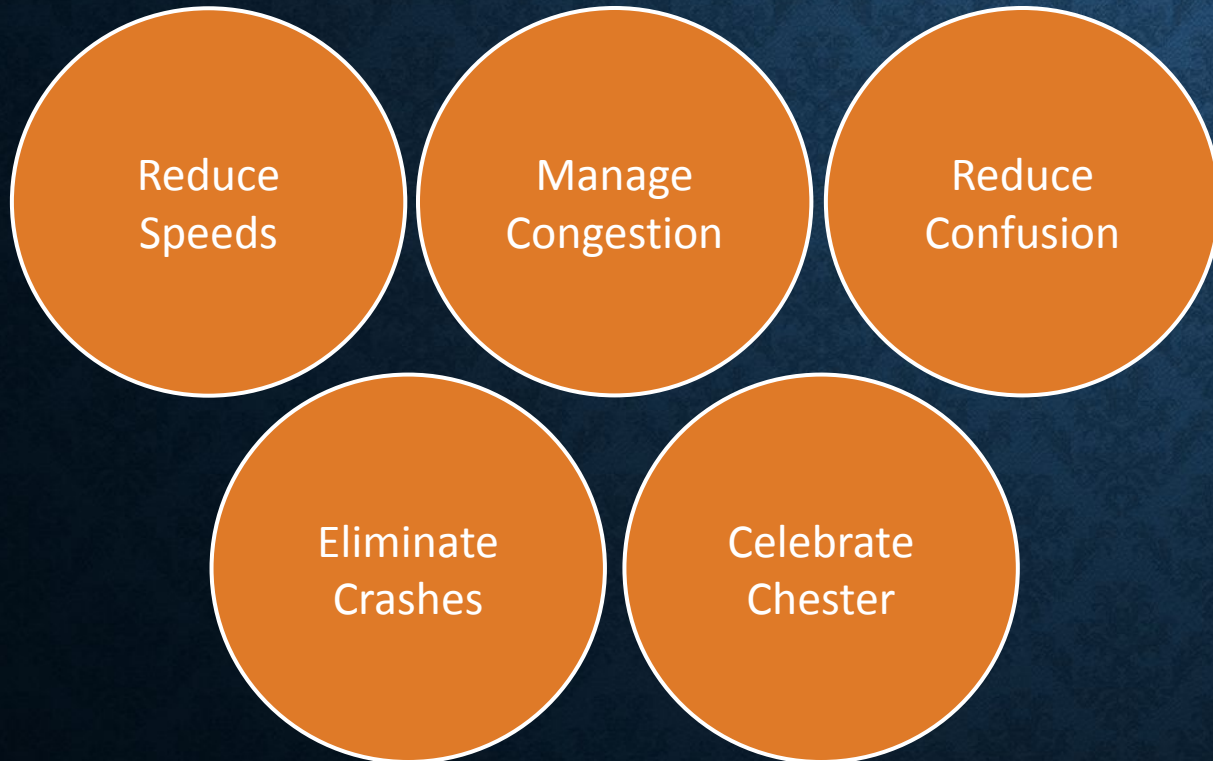 Reduce
Speeds
Manage
Congestion
Reduce
Confusion
Eliminate
Crashes
Celebrate
Chester